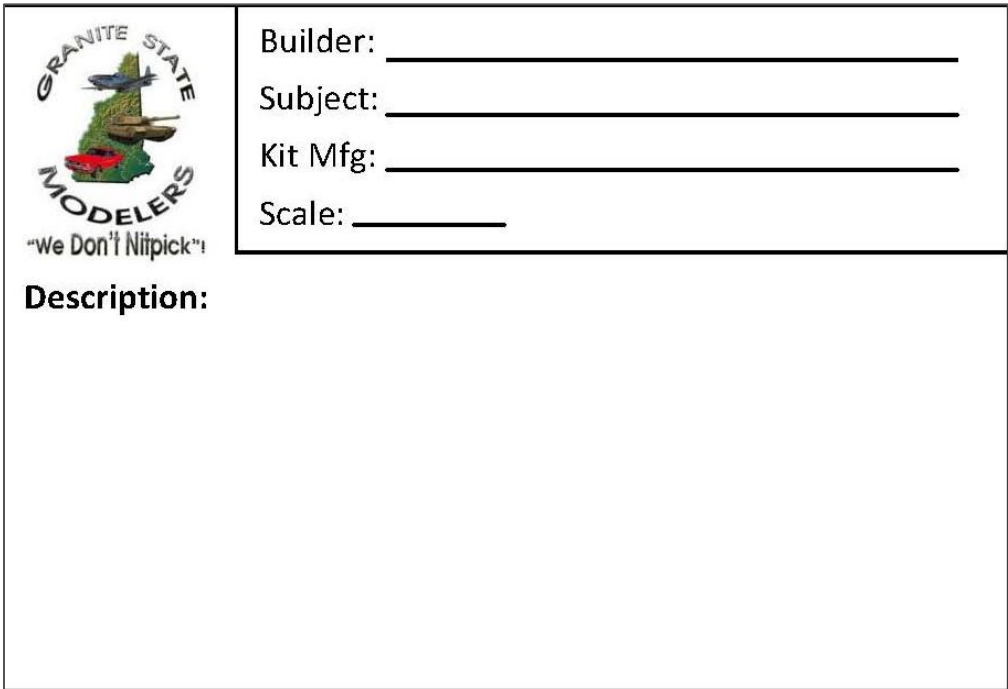 GRANITE STATE
MODELERS
"We Don't Nitpick"!
Builder:
Subject:
Kit Mfg:
Scale:
Description: